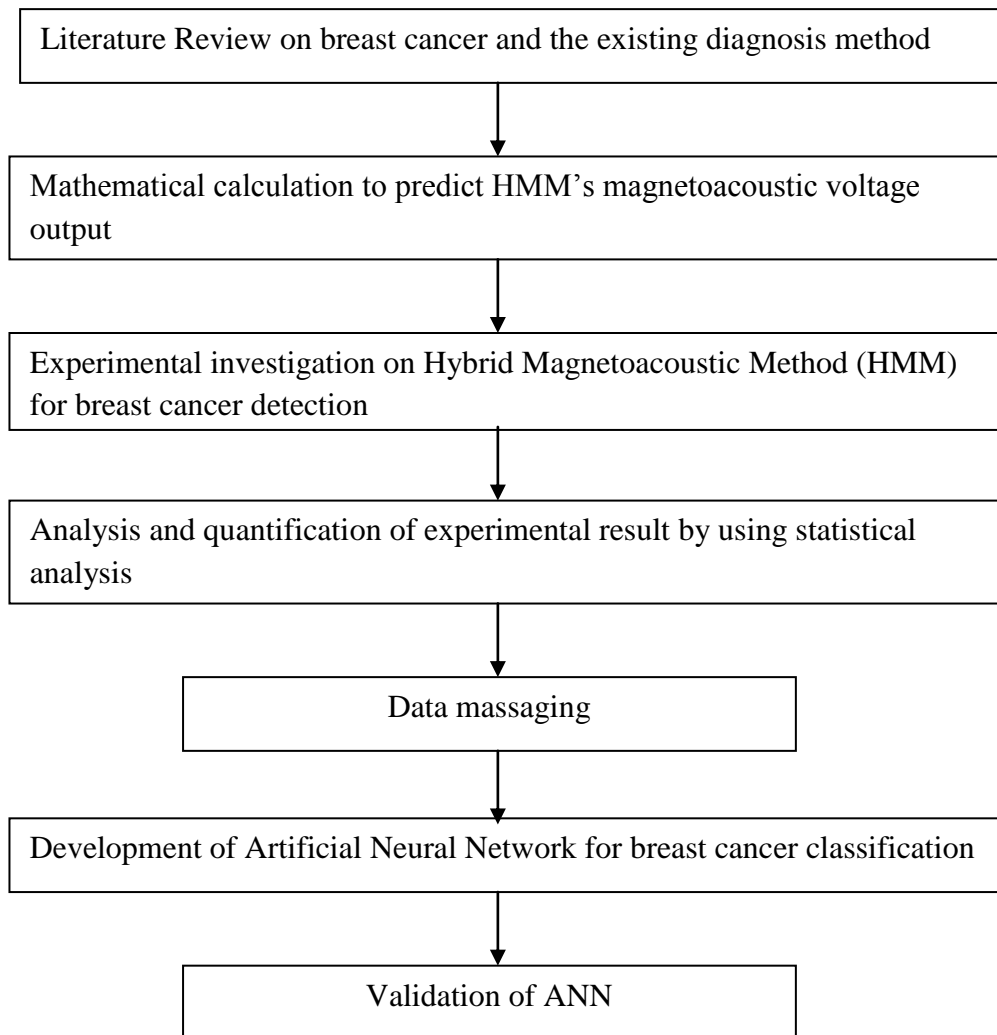 Literature Review on breast cancer and the existing diagnosis method
Mathematical calculation to predict HMM’s magnetoacoustic voltage
output
Experimental investigation on Hybrid Magnetoacoustic Method (HMM)
for breast cancer detection
Analysis and quantification of experimental result by using statistical
analysis
Data massaging
Development of Artificial Neural Network for breast cancer classification
Validation of ANN